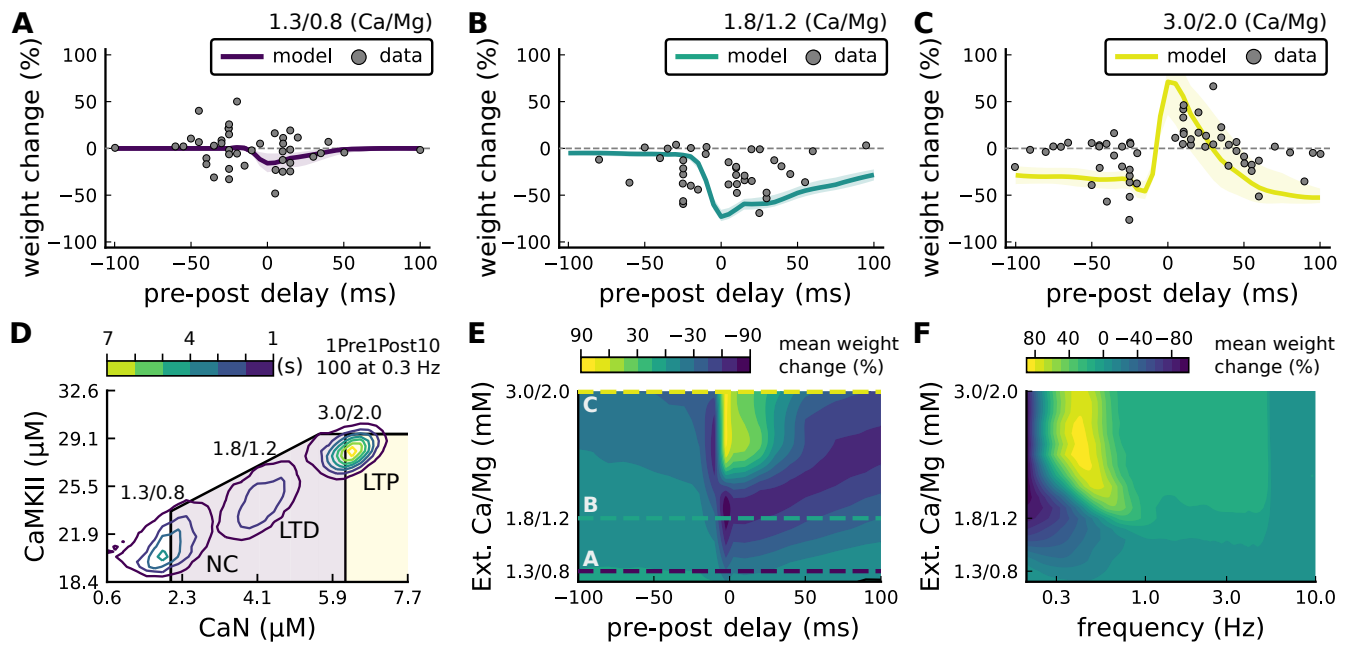 A
1.3/0.8 (Ca/Mg)
model
data
weight change (%)
100
50
0
−50
−100
−100
−50
0
50
100
pre-post delay (ms)
B
1.8/1.2 (Ca/Mg)
model
data
weight change (%)
100
50
0
−50
−100
−100
−50
0
50
100
pre-post delay (ms)
C
3.0/2.0 (Ca/Mg)
model
data
weight change (%)
100
50
0
−50
−100
−100
−50
0
50
100
pre-post delay (ms)
D
7
4
1
(s)
1Pre1Post10
100 at 0.3 Hz
CaMKII (μM)
32.6
29.1
25.5
21.9
18.4
3.0/2.0
1.8/1.2
1.3/0.8
LTP
LTD
NC
0.6
2.3
4.1
5.9
7.7
CaN (μM)
E
90
30
−30
−90
mean weight
change (%)
Ext. Ca/Mg (mM)
3.0/2.0
1.8/1.2
1.3/0.8
C
B
A
−100
−50
0
50
100
pre-post delay (ms)
F
80
40
0
−40
−80
mean weight
change (%)
Ext. Ca/Mg (mM)
3.0/2.0
1.8/1.2
1.3/0.8
0.3
1.0
3.0
10.0
frequency (Hz)